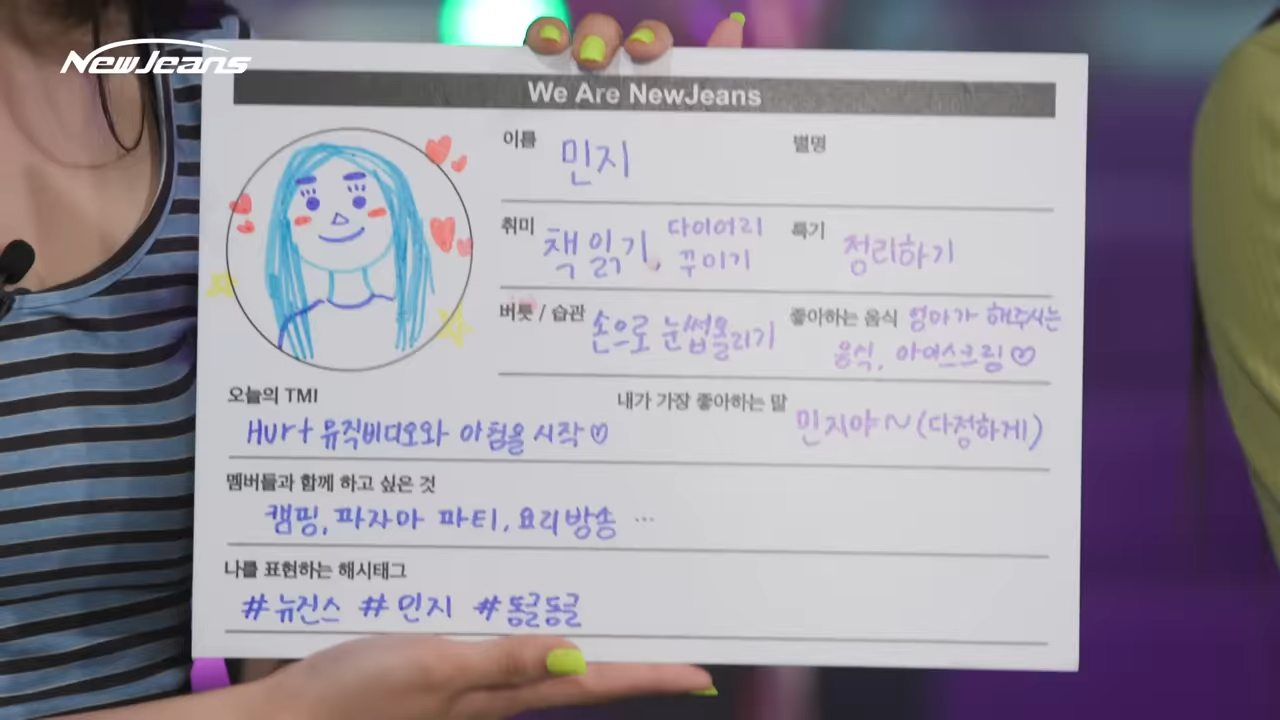 NewJeans
We Are NewJeans
이름 민지
별명
취미 책 읽기, 다이어리 꾸미기
특기 정리하기
버릇 / 습관 손으로 눈썹올리기
좋아하는 음식 엄마가 해주시는
음식, 아이스크림♡
오늘의 TMI
Hurt 뮤직비디오와 아침을 시작♡
내가 가장 좋아하는 말 민지야~(다정하게)
멤버들과 함께 하고 싶은 것
캠핑, 파자마 파티, 요리방송 …
나를 표현하는 해시태그
#뉴진스 #민지 #동글동글